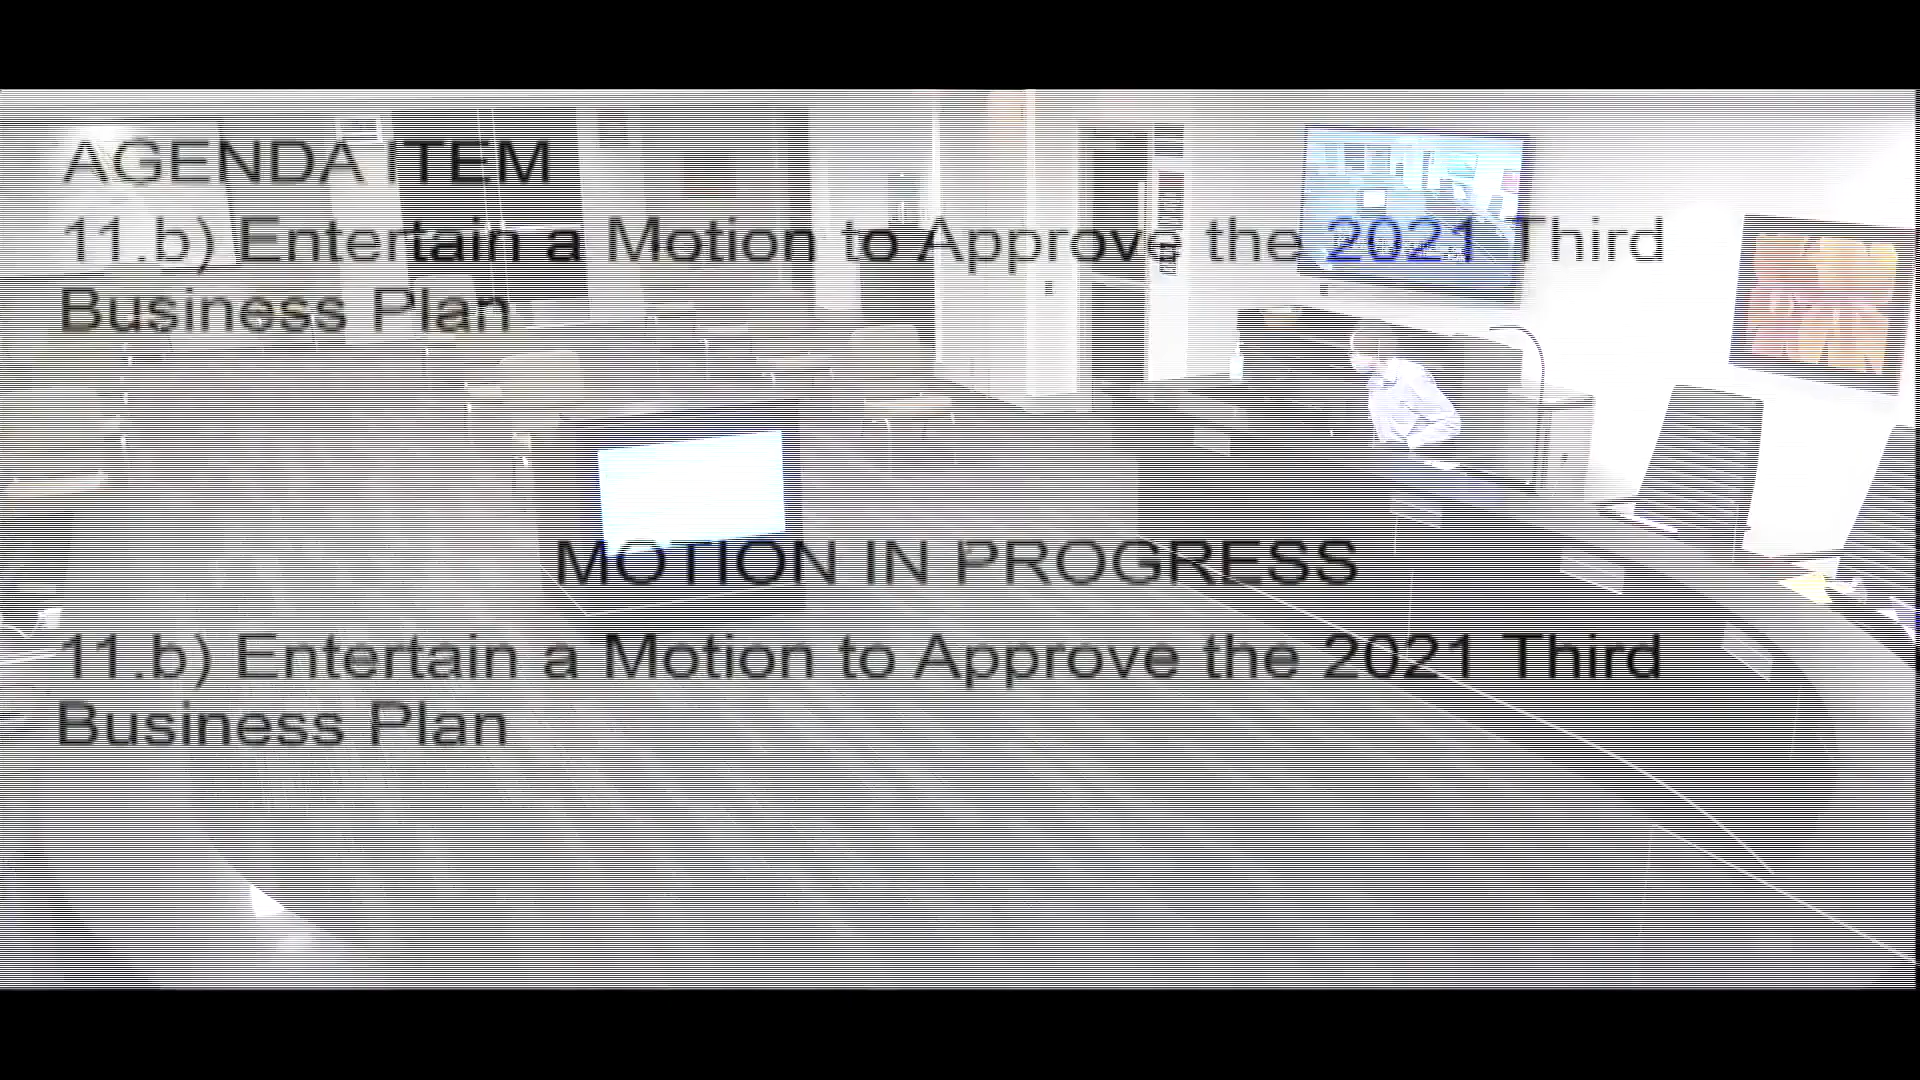 AGENDA ITEM
11.b) Entertain a Motion to Approve the 2021 Third
Business Plan
MOTION IN PROGRESS
11.b) Entertain a Motion to Approve the 2021 Third
Business Plan